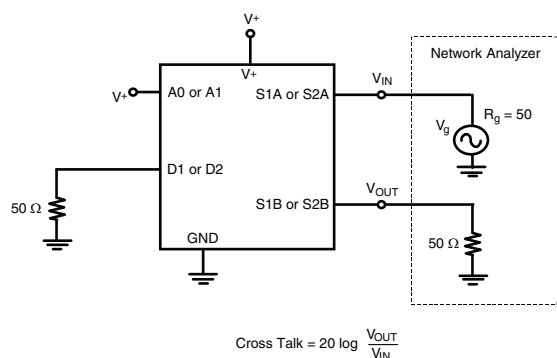 V+
Network Analyzer
V+
V+
A0 or A1
S1A or S2A
VIN
Vg
Rg = 50
D1 or D2
50 Ω
S1B or S2B
VOUT
50 Ω
GND
Cross Talk = 20 log VOUT
VIN